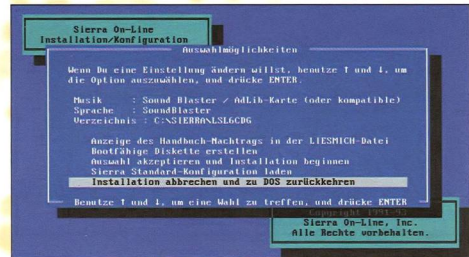 Sierra On-Line
Installation/Konfiguration
Auswahlmöglichkeiten
Wenn Du eine Einstellung ändern willst, benutze ↑ und ↓, um
die Option auszuwählen, und drücke ENTER.
Musik : Sound Blaster / AdLib-Karte (oder kompatible)
Sprache : SoundBlaster
Verzeichnis : C:\SIERRA\LSL6CDG
Anzeige des Handbuch-Nachtrags in der LIESMICH-Datei
Bootfähige Diskette erstellen
Auswahl akzeptieren und Installation beginnen
Sierra Standard-Konfiguration laden
Installation abbrechen und zu DOS zurückkehren
Benutze ↑ und ↓, um eine Wahl zu treffen, und drücke ENTER
Copyright 1991-93
Sierra On-Line, Inc.
Alle Rechte vorbehalten.